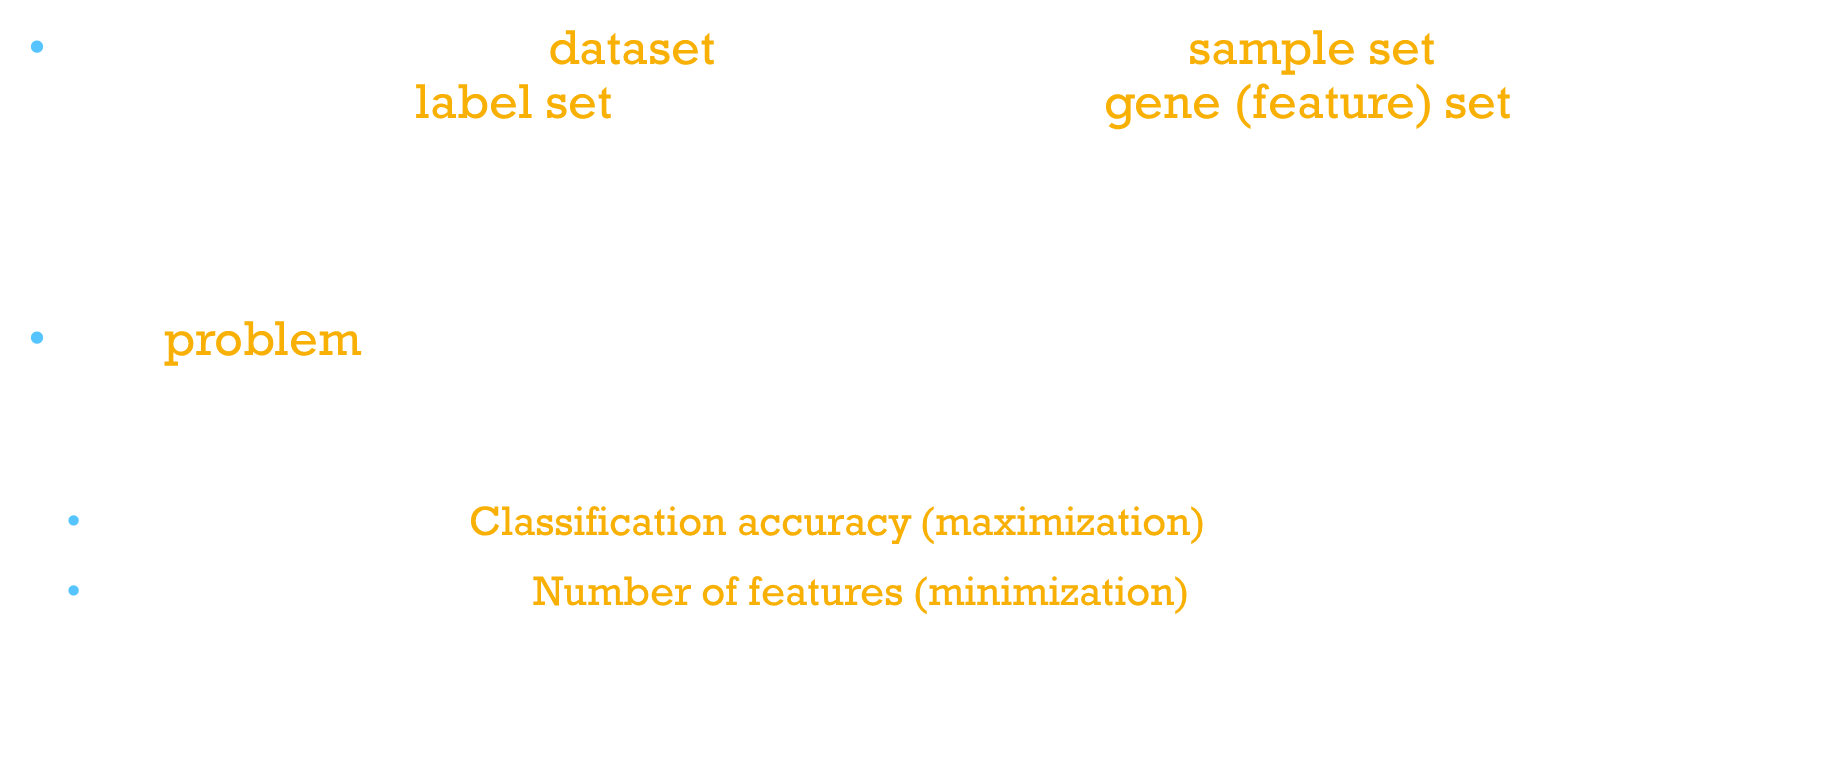 • dataset sample set
label set gene (feature) set
• problem
• Classification accuracy (maximization)
• Number of features (minimization)